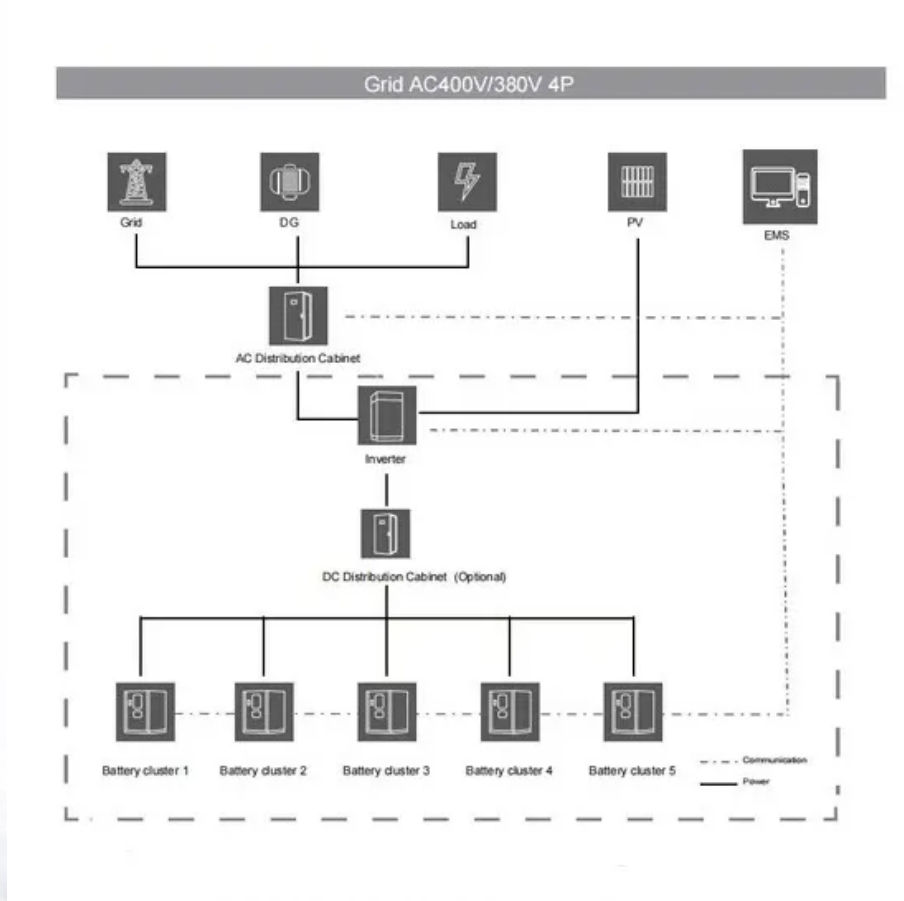 Grid AC400V/380V 4P
Grid
DG
Load
PV
EMS
AC Distribution Cabinet
Inverter
DC Distribution Cabinet (Optional)
Battery cluster 1
Battery cluster 2
Battery cluster 3
Battery cluster 4
Battery cluster 5
Communication
Power